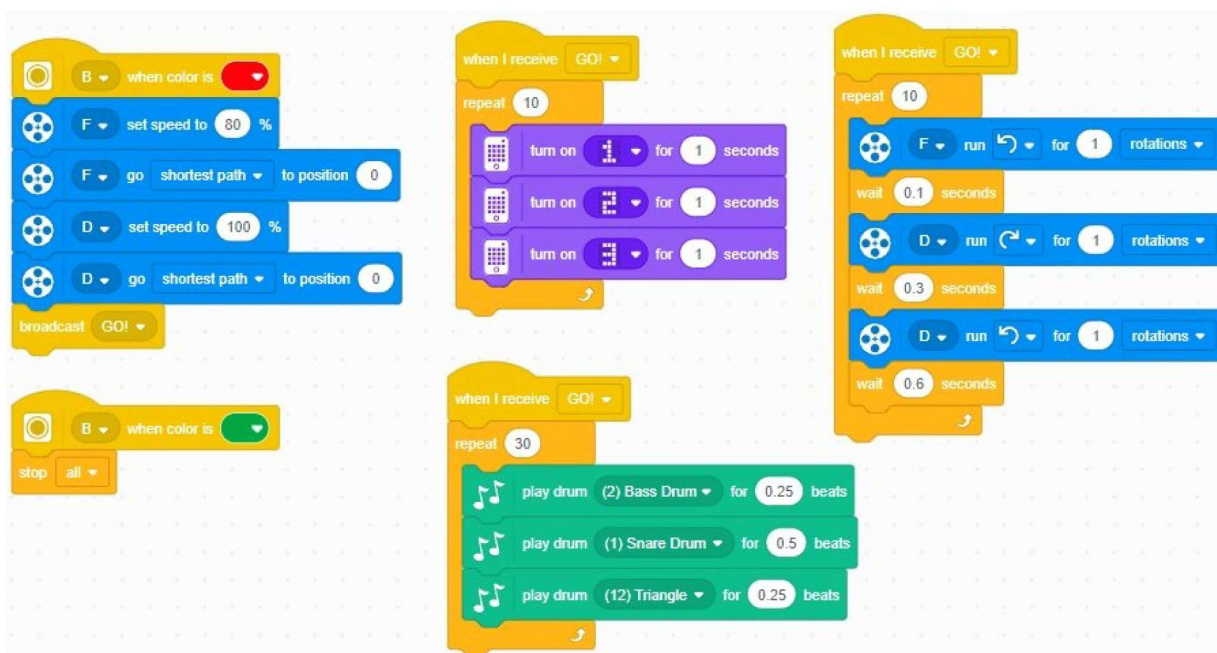 B when color is
F set speed to 80 %
F go shortest path to position 0
D set speed to 100 %
D go shortest path to position 0
broadcast GO!
B when color is
stop all
when I receive GO!
repeat 10
turn on 1 for 1 seconds
turn on 2 for 1 seconds
turn on 3 for 1 seconds
when I receive GO!
repeat 30
play drum (2) Bass Drum for 0.25 beats
play drum (1) Snare Drum for 0.5 beats
play drum (12) Triangle for 0.25 beats
when I receive GO!
repeat 10
F run for 1 rotations
wait 0.1 seconds
D run for 1 rotations
wait 0.3 seconds
D run for 1 rotations
wait 0.6 seconds